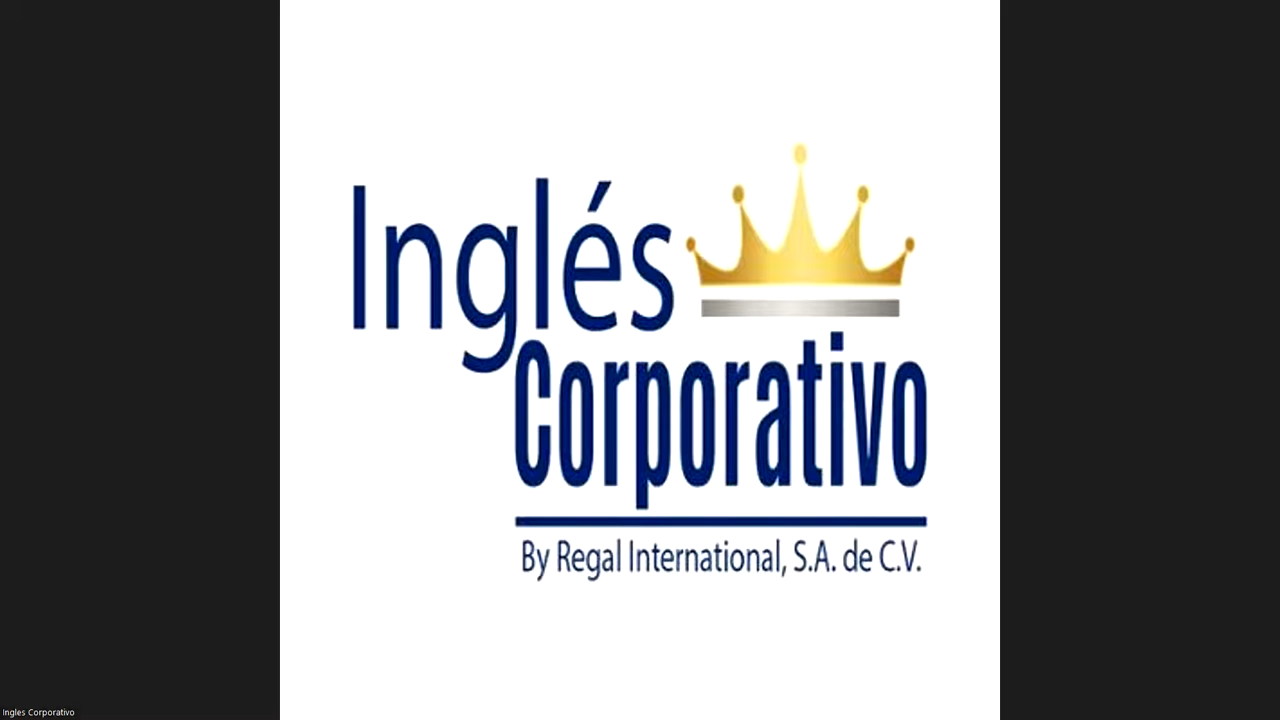 Inglés
Corporativo
By Regal International, S.A. de C.V.
Ingles Corporativo